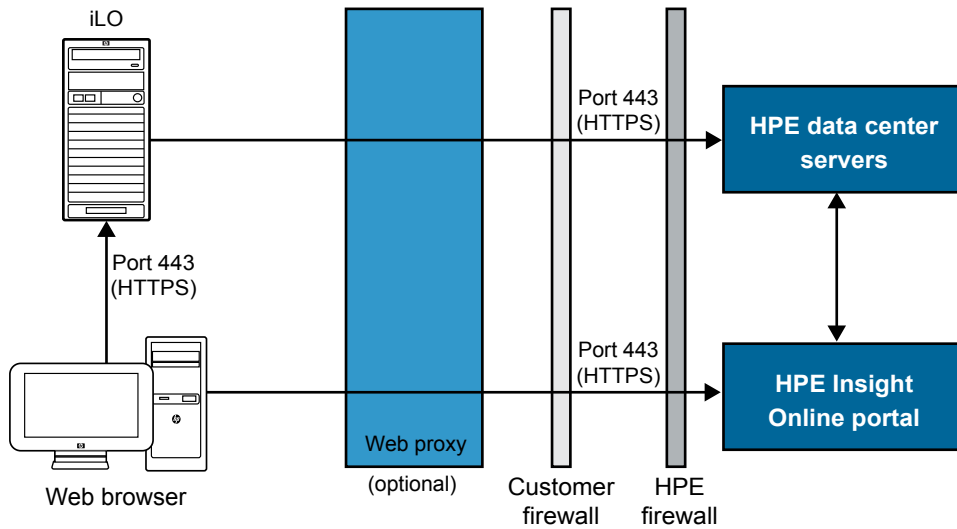 iLO
Port 443
(HTTPS)
HPE data center
servers
Port 443
(HTTPS)
Port 443
(HTTPS)
HPE Insight
Online portal
Web proxy
(optional)
Web browser
Customer
firewall
HPE
firewall